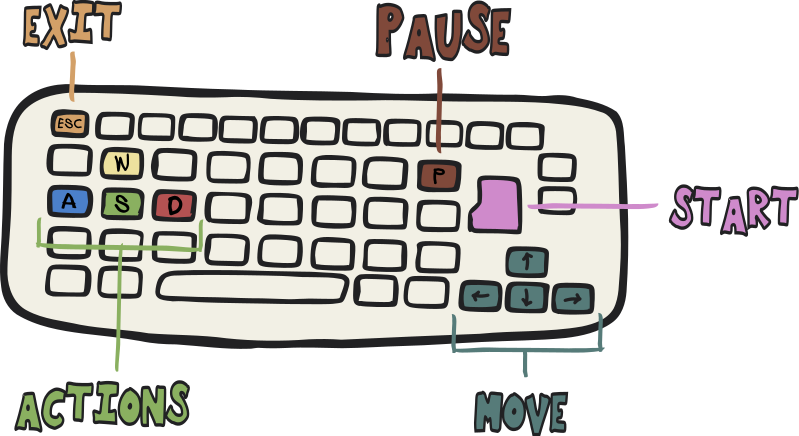 EXIT
PAUSE
ESC
W
P
A S D
START
↑
← ↓ →
ACTIONS
MOVE